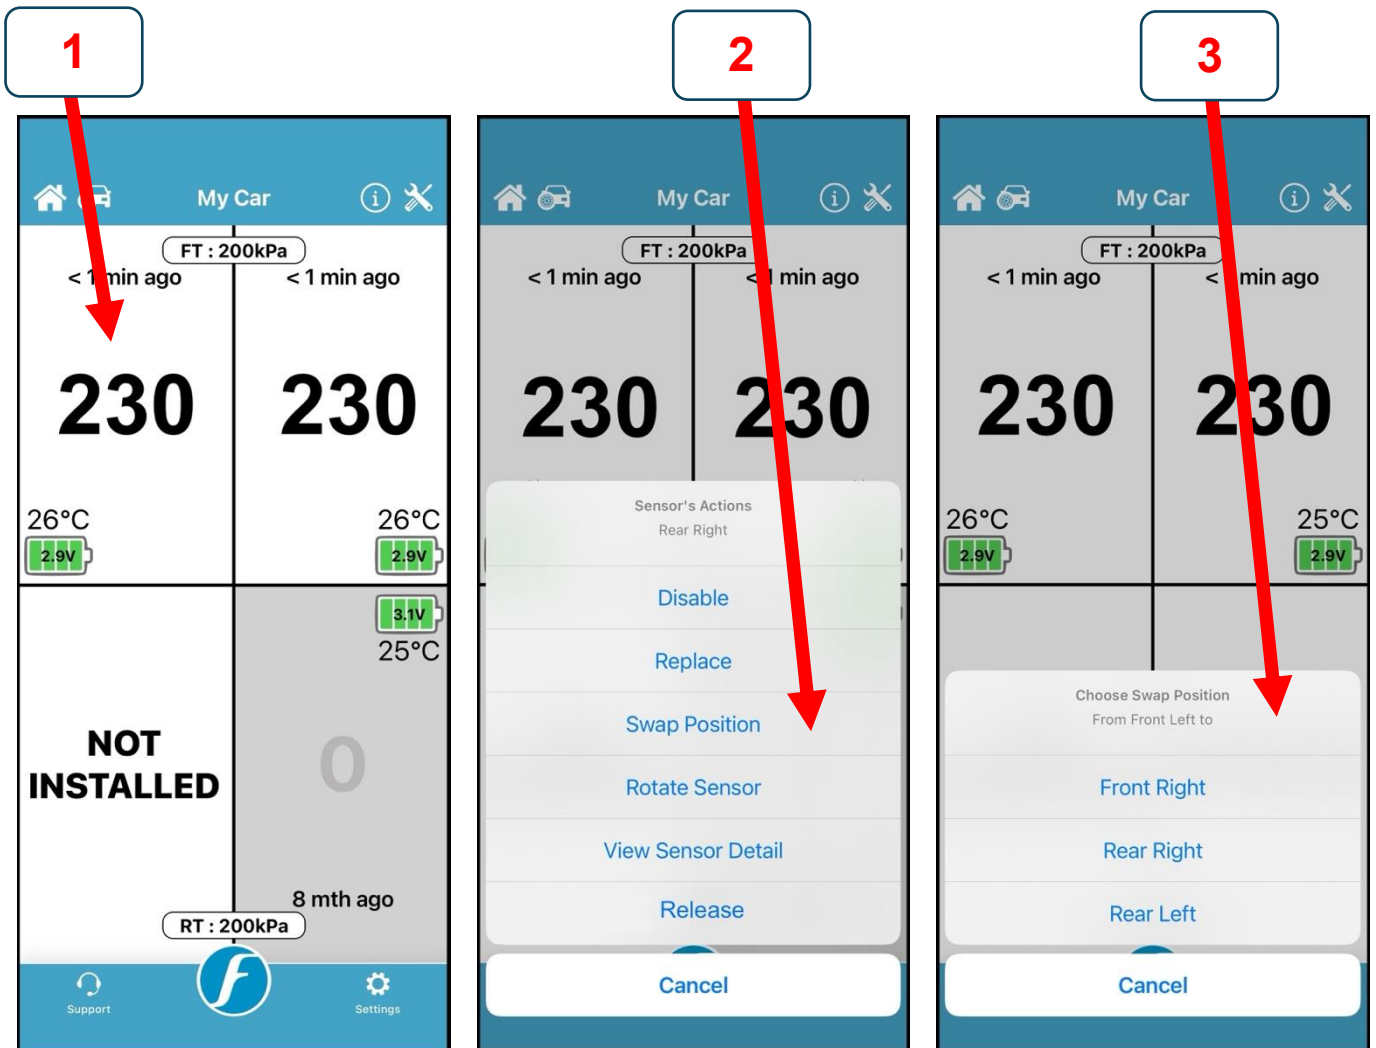 1
2
3
My Car
FT : 200kPa
< 1 min ago
< 1 min ago
230
230
26°C
26°C
2.9V
2.9V
3.1V
25°C
NOT
INSTALLED
0
8 mth ago
RT : 200kPa
Support
Settings
My Car
FT : 200kPa
< 1 min ago
< 1 min ago
230
230
Sensor's Actions
Rear Right
Disable
Replace
Swap Position
Rotate Sensor
View Sensor Detail
Release
Cancel
My Car
FT : 200kPa
< 1 min ago
< min ago
230
230
26°C
25°C
2.9V
2.9V
Choose Swap Position
From Front Left to
Front Right
Rear Right
Rear Left
Cancel